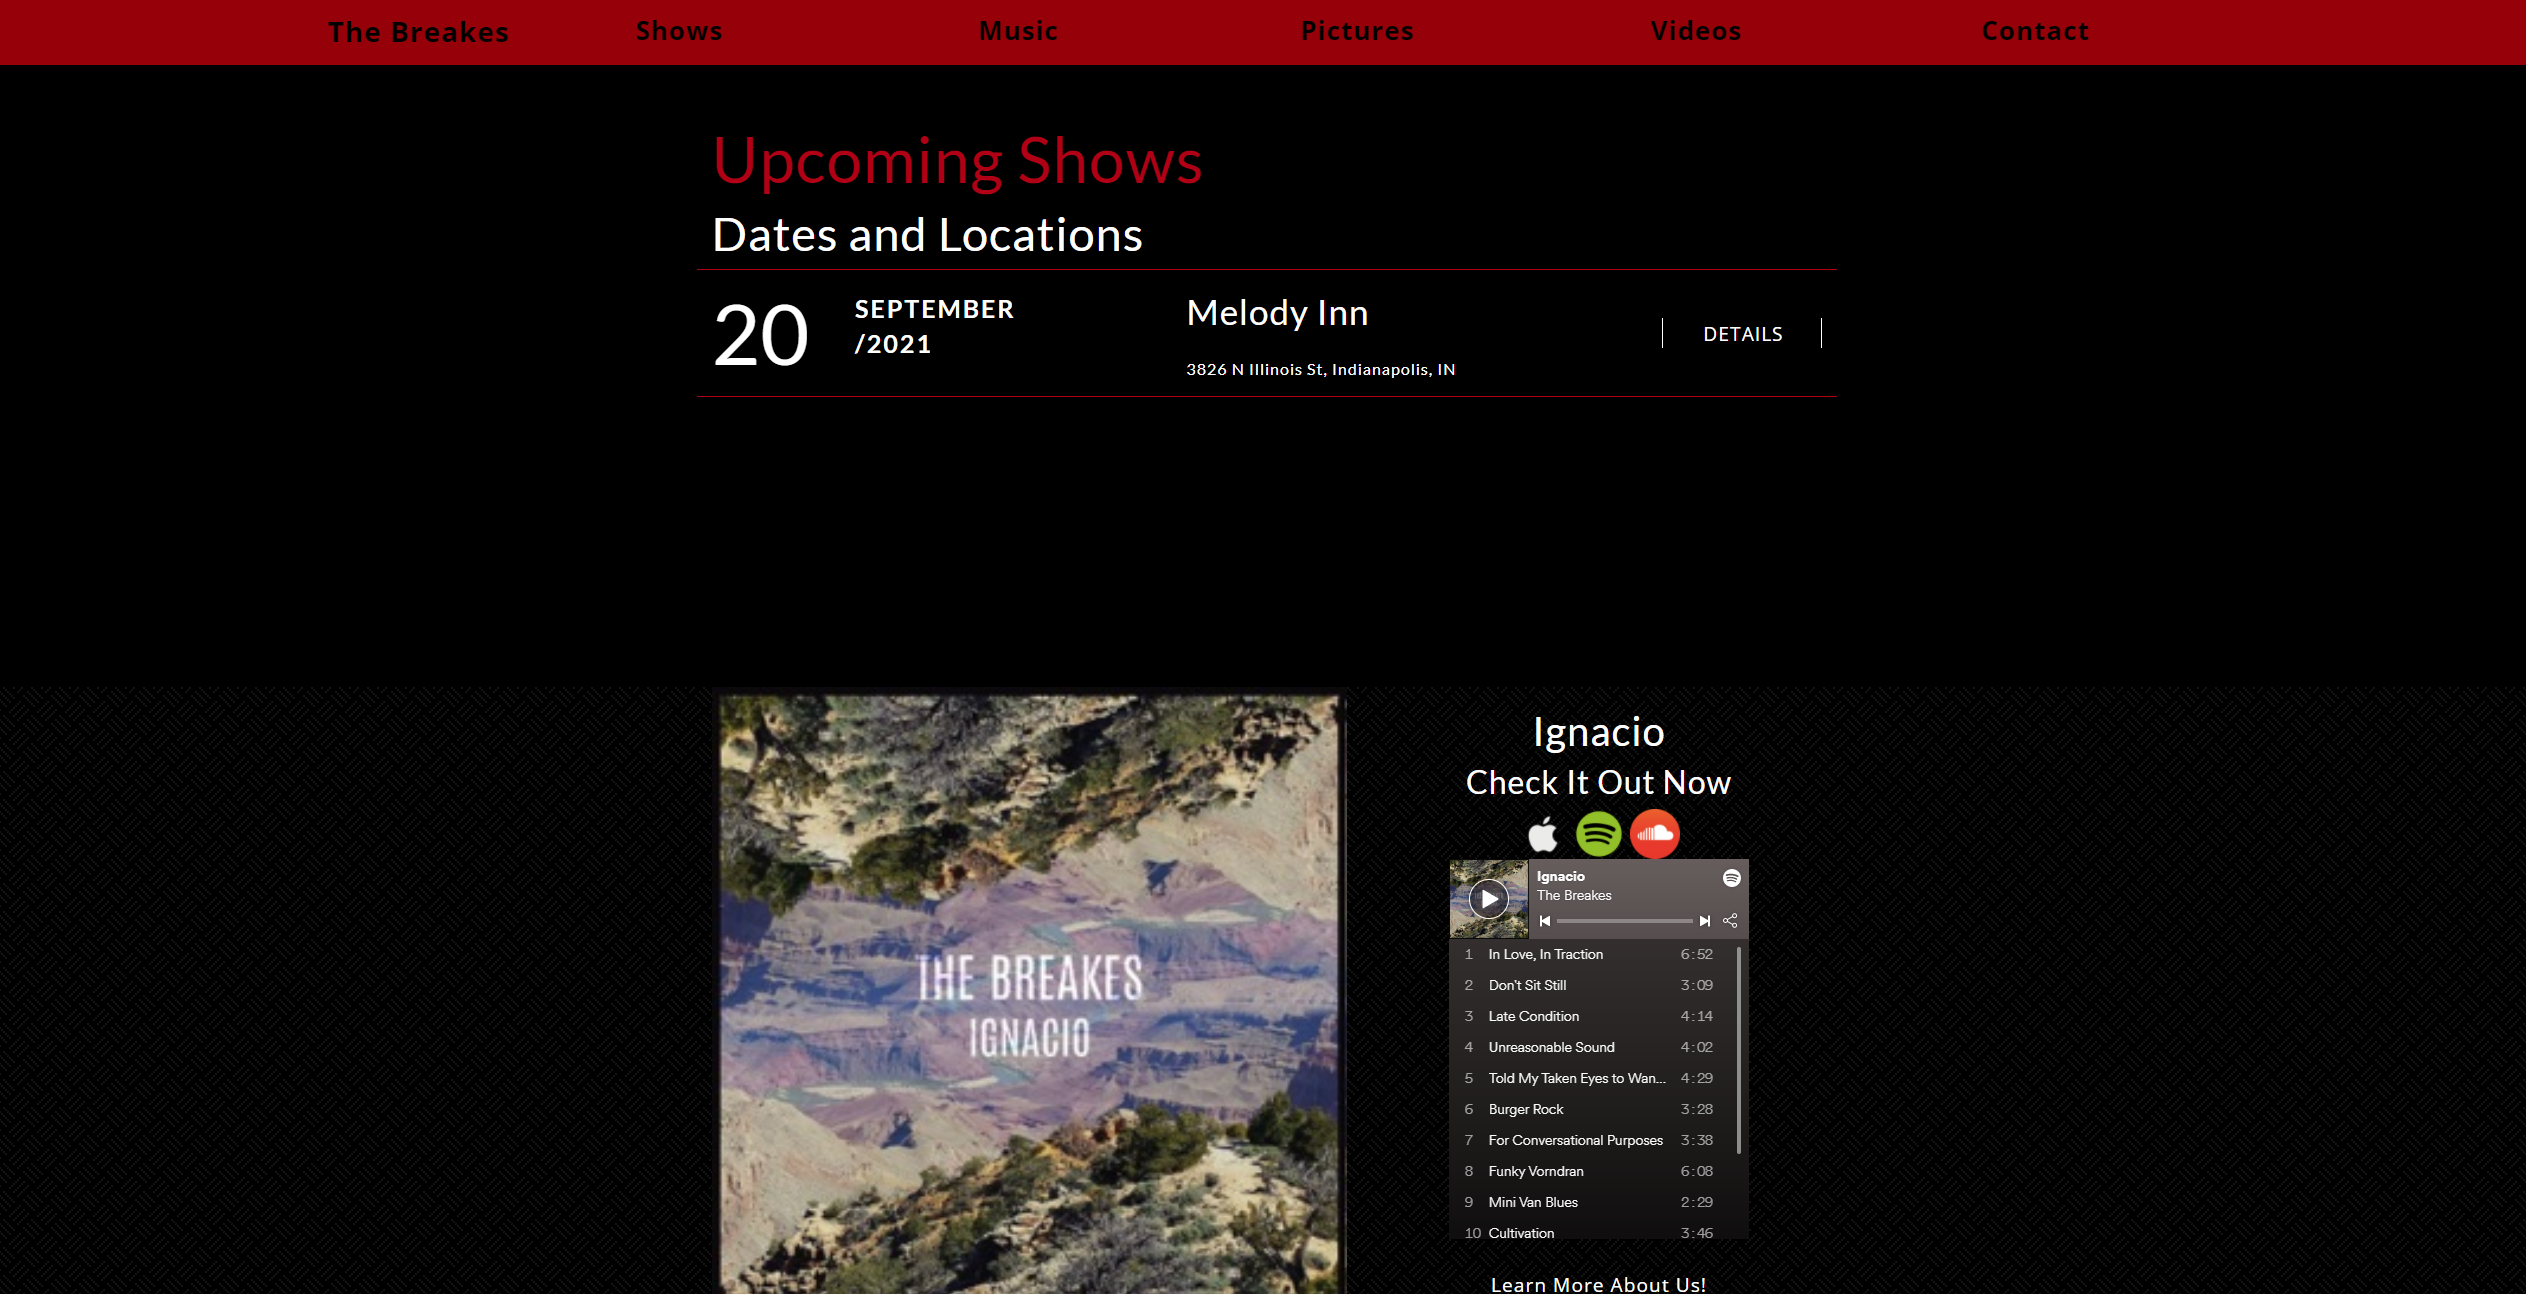 The Breakes Shows Music Pictures Videos Contact
Upcoming Shows
Dates and Locations
20
SEPTEMBER
/2021
Melody Inn
3826 N Illinois St, Indianapolis, IN
DETAILS
THE BREAKES
IGNACIO
Ignacio
Check It Out Now
Ignacio
The Breakes
1 In Love, In Traction 6:52
2 Don't Sit Still 3:09
3 Late Condition 4:14
4 Unreasonable Sound 4:02
5 Told My Taken Eyes to Wan... 4:29
6 Burger Rock 3:28
7 For Conversational Purposes 3:38
8 Funky Vorndran 6:08
9 Mini Van Blues 2:29
10 Cultivation 3:46
Learn More About Us!